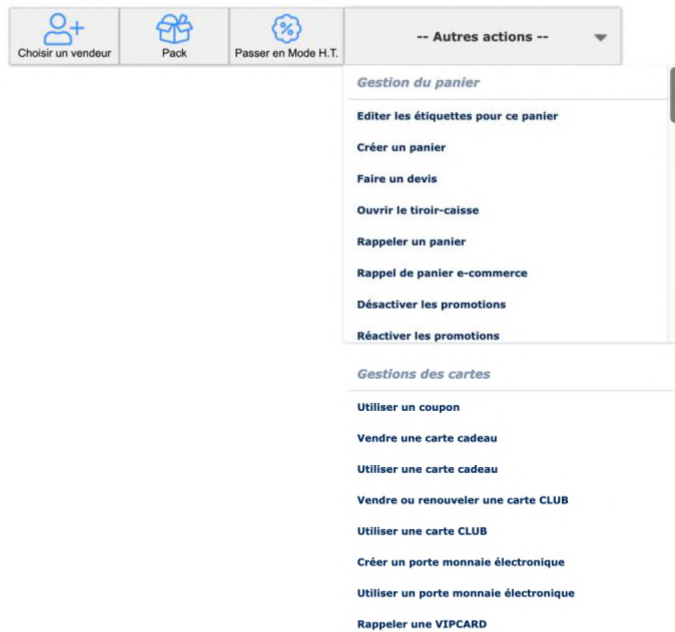 Choisir un vendeur
Pack
Passer en Mode H.T.
-- Autres actions --
Gestion du panier
Editer les étiquettes pour ce panier
Créer un panier
Faire un devis
Ouvrir le tiroir-caisse
Rappeler un panier
Rappel de panier e-commerce
Désactiver les promotions
Réactiver les promotions
Gestions des cartes
Utiliser un coupon
Vendre une carte cadeau
Utiliser une carte cadeau
Vendre ou renouveler une carte CLUB
Utiliser une carte CLUB
Créer un porte monnaie électronique
Utiliser un porte monnaie électronique
Rappeler une VIPCARD